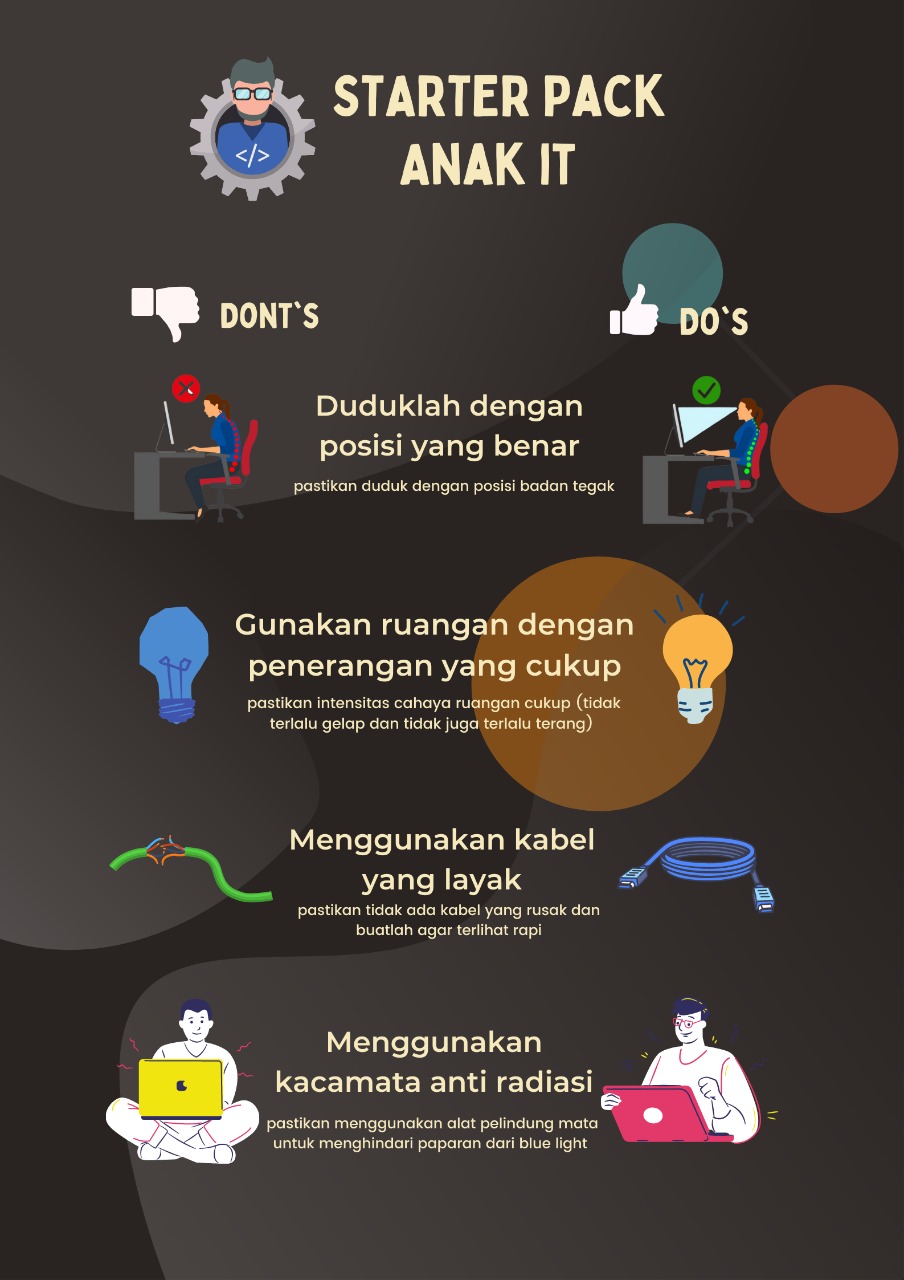 STARTER PACK
ANAK IT
</>
DONT`S
DO`S
Duduklah dengan
posisi yang benar
pastikan duduk dengan posisi badan tegak
Gunakan ruangan dengan
penerangan yang cukup
pastikan intensitas cahaya ruangan cukup (tidak
terlalu gelap dan tidak juga terlalu terang)
Menggunakan kabel
yang layak
pastikan tidak ada kabel yang rusak dan
buatlah agar terlihat rapi
Menggunakan
kacamata anti radiasi
pastikan menggunakan alat pelindung mata
untuk menghindari paparan dari blue light